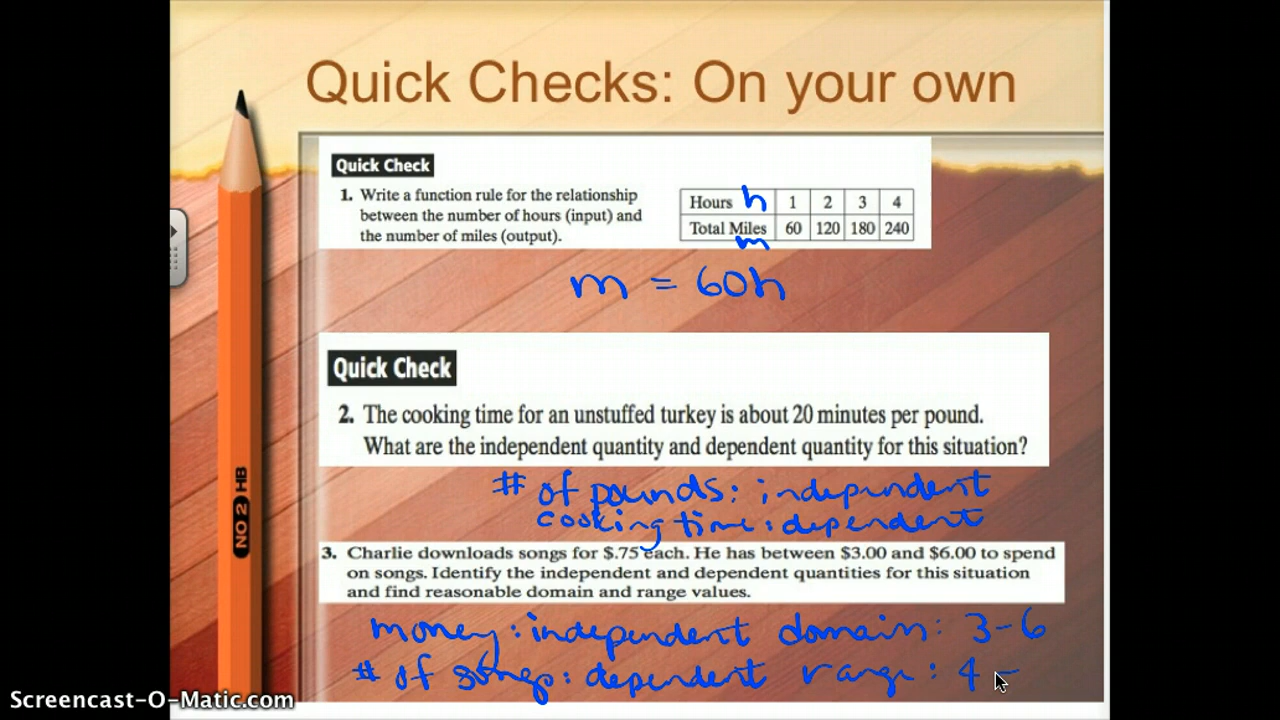 Quick Checks: On your own
Quick Check
1. Write a function rule for the relationship
between the number of hours (input) and
the number of miles (output).
Hours h 1 2 3 4
Total Miles 60 120 180 240
m
m = 60h
Quick Check
2. The cooking time for an unstuffed turkey is about 20 minutes per pound.
What are the independent quantity and dependent quantity for this situation?
# of pounds: independent
cooking time: dependent
3. Charlie downloads songs for $.75 each. He has between $3.00 and $6.00 to spend
on songs. Identify the independent and dependent quantities for this situation
and find reasonable domain and range values.
money: independent domain: 3-6
# of songs: dependent range: 4 -
NO 2 HB
Screencast-O-Matic.com